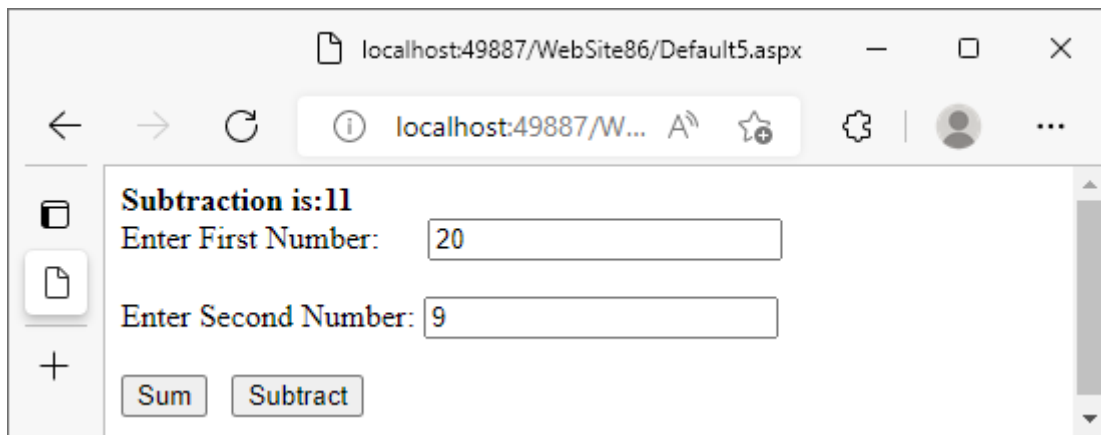 localhost:49887/WebSite86/Default5.aspx
localhost:49887/W...
Subtraction is:11
Enter First Number: 20
Enter Second Number: 9
Sum Subtract